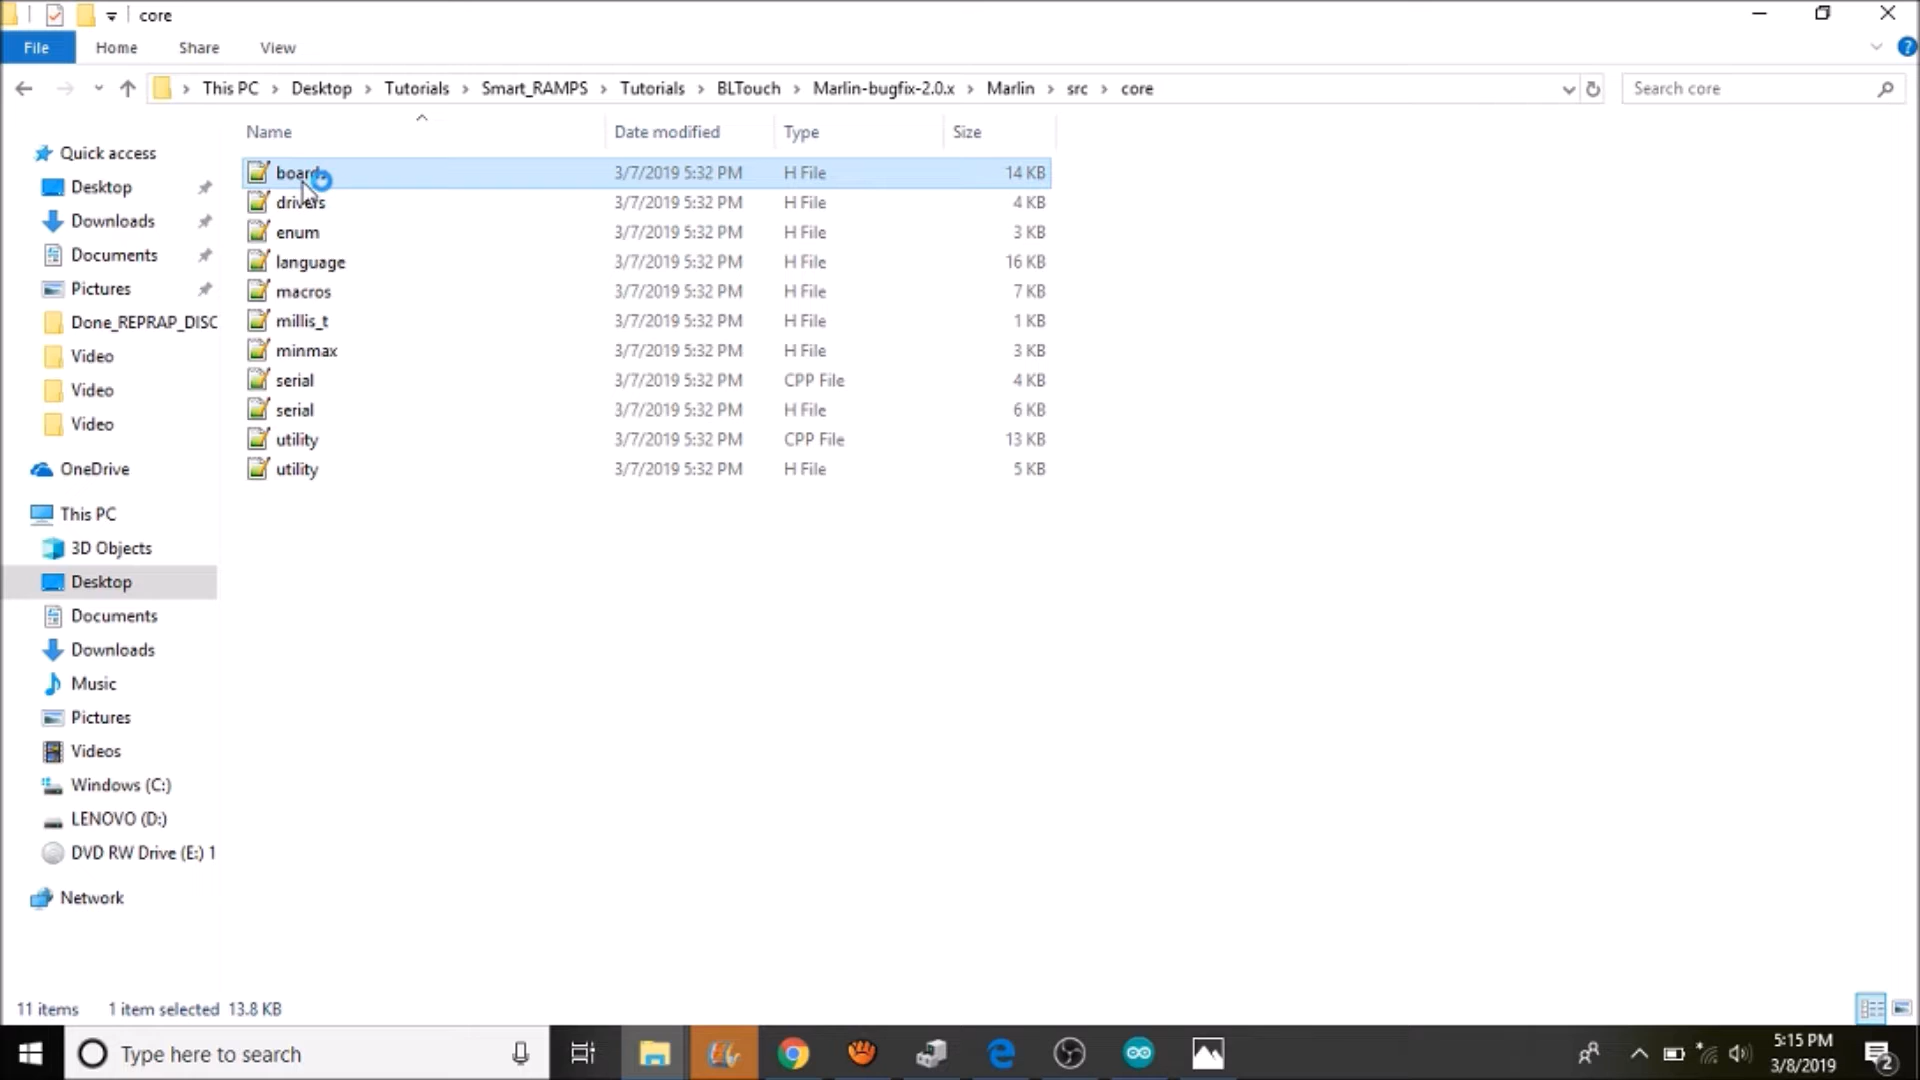 core
File Home Share View
This PC Desktop Tutorials Smart_RAMPS Tutorials BLTouch Marlin-bugfix-2.0.x Marlin src core
Search core
Name Date modified Type Size
Quick access
Desktop
Downloads
Documents
Pictures
Done_REPRAP_DISC
Video
Video
Video
OneDrive
This PC
3D Objects
Desktop
Documents
Downloads
Music
Pictures
Videos
Windows (C:)
LENOVO (D:)
DVD RW Drive (E:) 1
Network
boards 3/7/2019 5:32 PM H File 14 KB
drivers 3/7/2019 5:32 PM H File 4 KB
enum 3/7/2019 5:32 PM H File 3 KB
language 3/7/2019 5:32 PM H File 16 KB
macros 3/7/2019 5:32 PM H File 7 KB
millis_t 3/7/2019 5:32 PM H File 1 KB
minmax 3/7/2019 5:32 PM H File 3 KB
serial 3/7/2019 5:32 PM CPP File 4 KB
serial 3/7/2019 5:32 PM H File 6 KB
utility 3/7/2019 5:32 PM CPP File 13 KB
utility 3/7/2019 5:32 PM H File 5 KB
11 items 1 item selected 13.8 KB
Type here to search
5:15 PM
3/8/2019
2